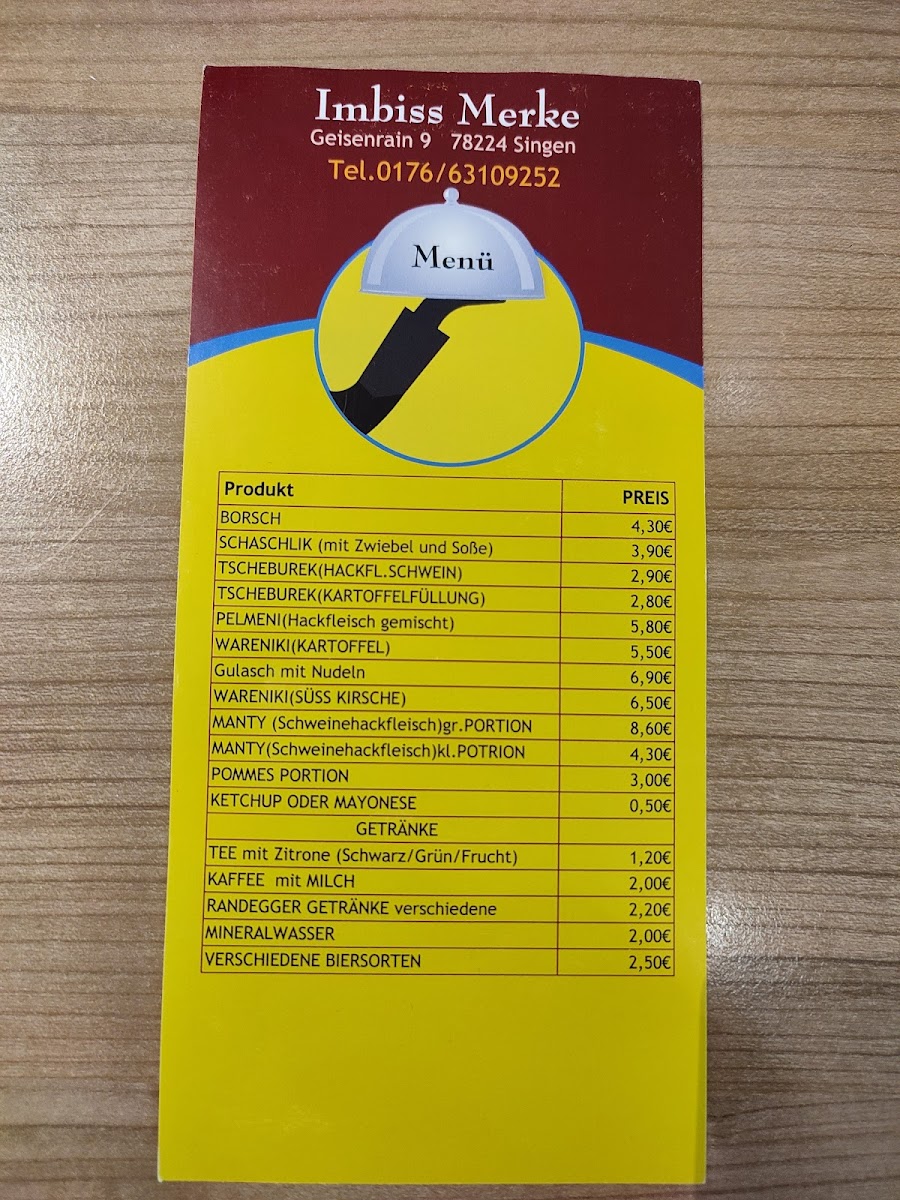 Imbiss Merke
Geisenrain 9 78224 Singen
Tel.0176/63109252
Menü
Produkt PREIS
BORSCH 4,30€
SCHASCHLIK (mit Zwiebel und Soße) 3,90€
TSCHEBUREK(HACKFL.SCHWEIN) 2,90€
TSCHEBUREK(KARTOFFELFÜLLUNG) 2,80€
PELMENI(Hackfleisch gemischt) 5,80€
WARENIKI(KARTOFFEL) 5,50€
Gulasch mit Nudeln 6,90€
WARENIKI(SÜSS KIRSCHE) 6,50€
MANTY (Schweinehackfleisch)gr.PORTION 8,60€
MANTY(Schweinehackfleisch)kl.POTRION 4,30€
POMMES PORTION 3,00€
KETCHUP ODER MAYONESE 0,50€
GETRÄNKE
TEE mit Zitrone (Schwarz/Grün/Frucht) 1,20€
KAFFEE mit MILCH 2,00€
RANDEGGER GETRÄNKE verschiedene 2,20€
MINERALWASSER 2,00€
VERSCHIEDENE BIERSORTEN 2,50€